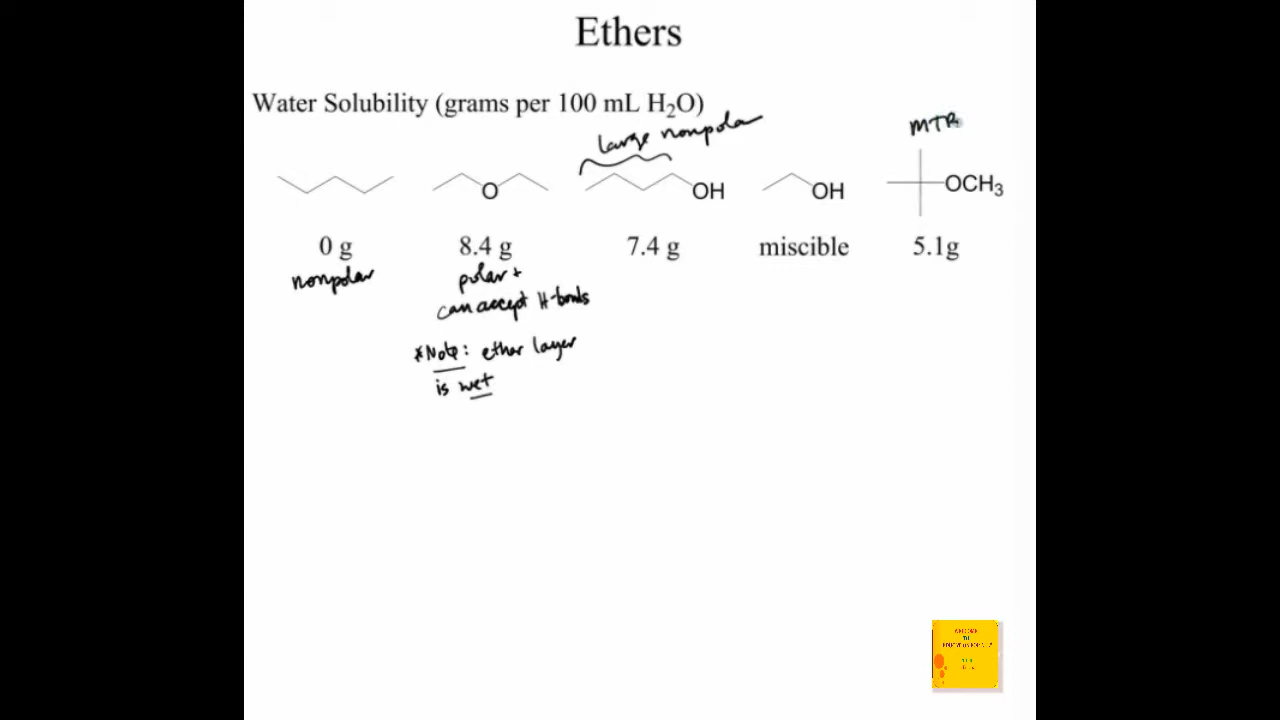 Ethers
Water Solubility (grams per 100 mL H₂O)
large nonpolar
MTB
O
OH
OH
OCH₃
0 g
8.4 g
7.4 g
miscible
5.1g
nonpolar
polar +
can accept H-bonds
*Note: ether layer
is wet
TO